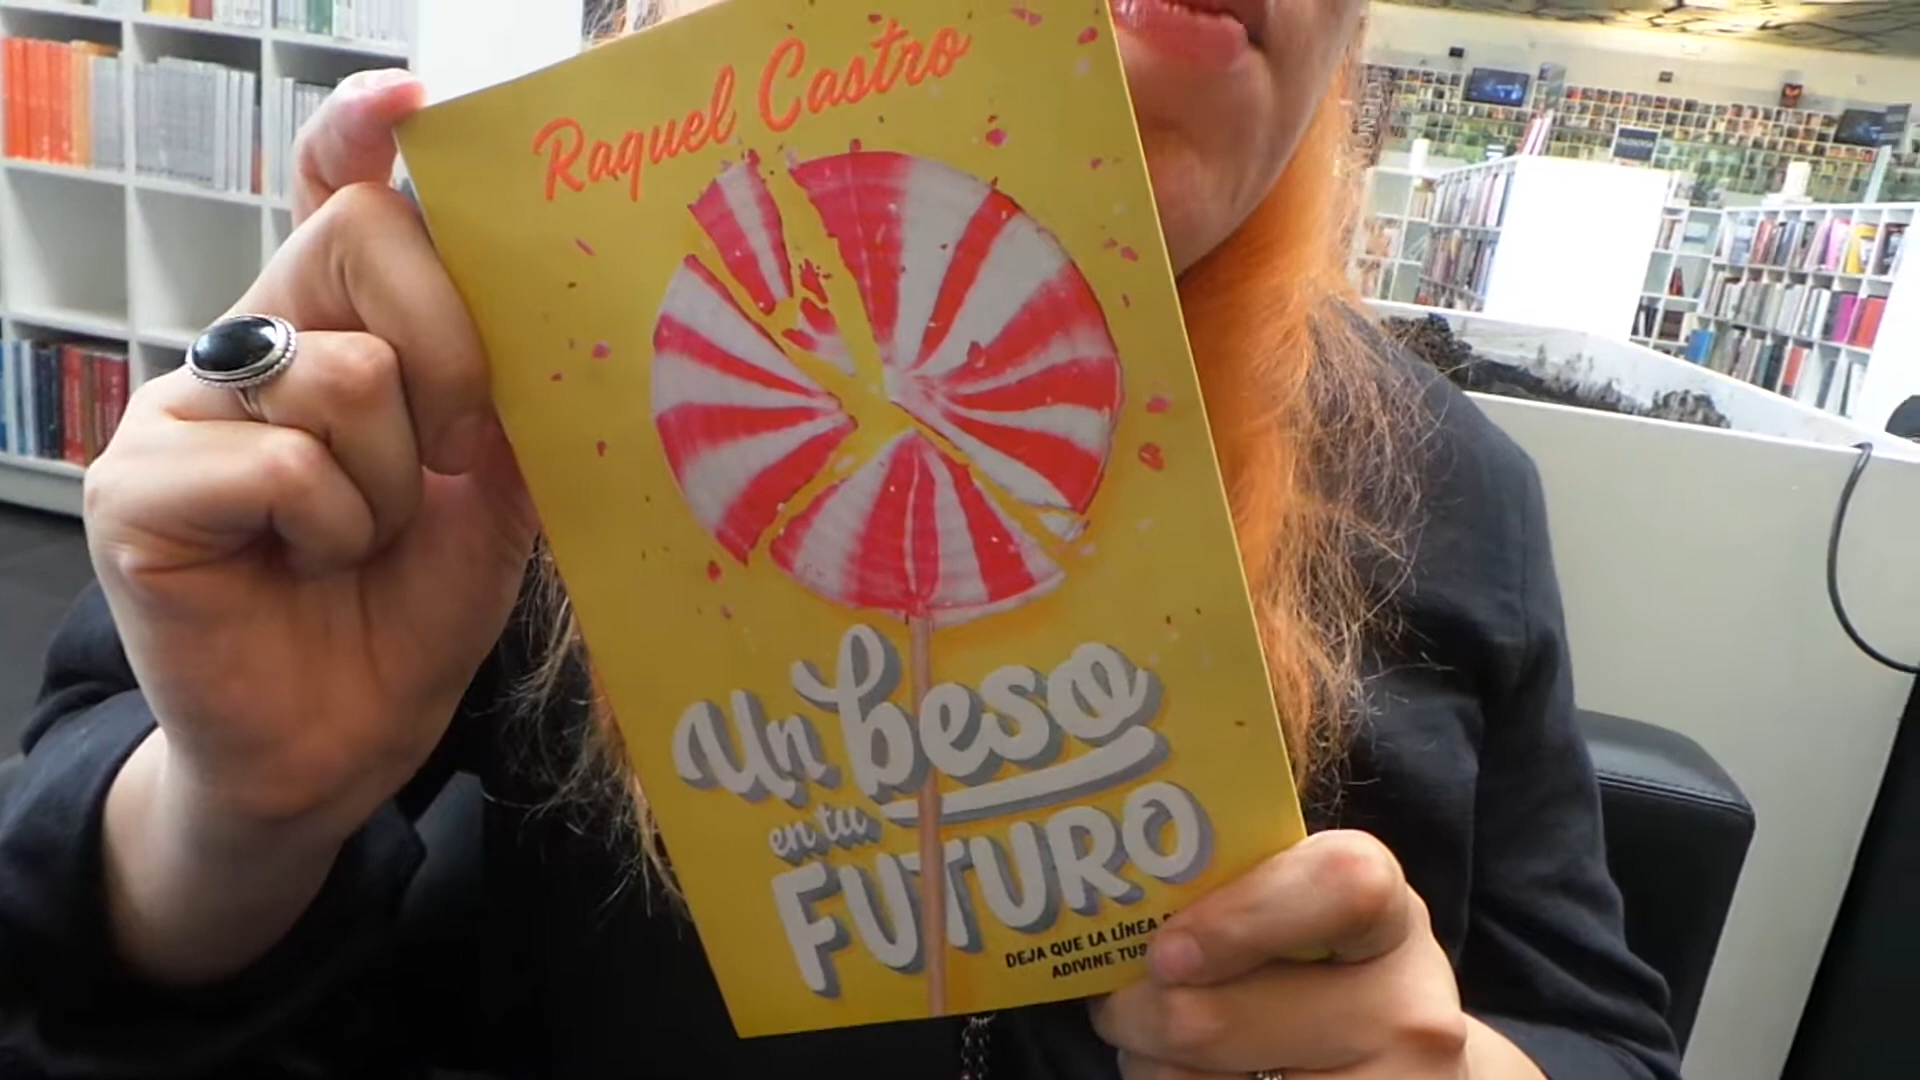 Raquel Castro
Un beso
en tu
FUTURO
DEJA QUE LA LÍNEA
ADIVINE TUS